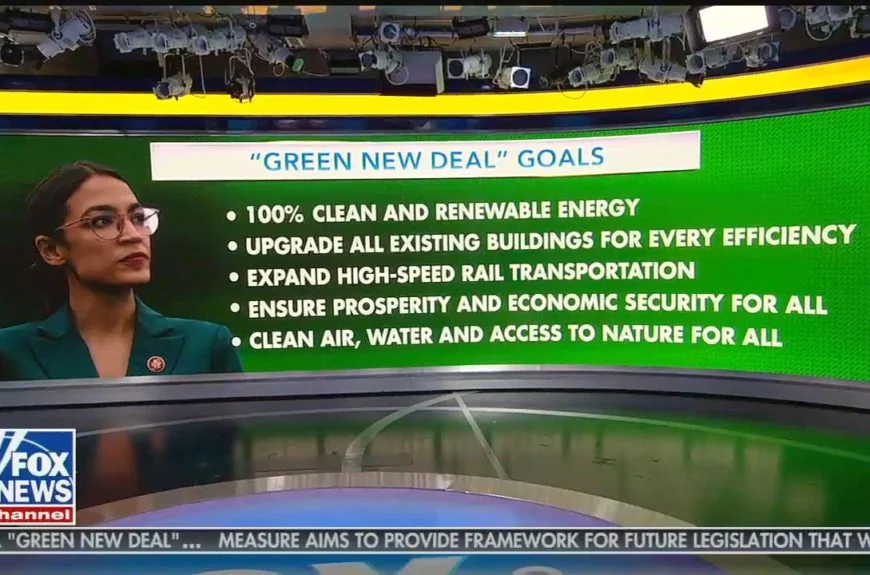 "GREEN NEW DEAL" GOALS
• 100% CLEAN AND RENEWABLE ENERGY
• UPGRADE ALL EXISTING BUILDINGS FOR EVERY EFFICIENCY
• EXPAND HIGH-SPEED RAIL TRANSPORTATION
• ENSURE PROSPERITY AND ECONOMIC SECURITY FOR ALL
• CLEAN AIR, WATER AND ACCESS TO NATURE FOR ALL
FOX
NEWS
channel
"GREEN NEW DEAL"... MEASURE AIMS TO PROVIDE FRAMEWORK FOR FUTURE LEGISLATION THAT